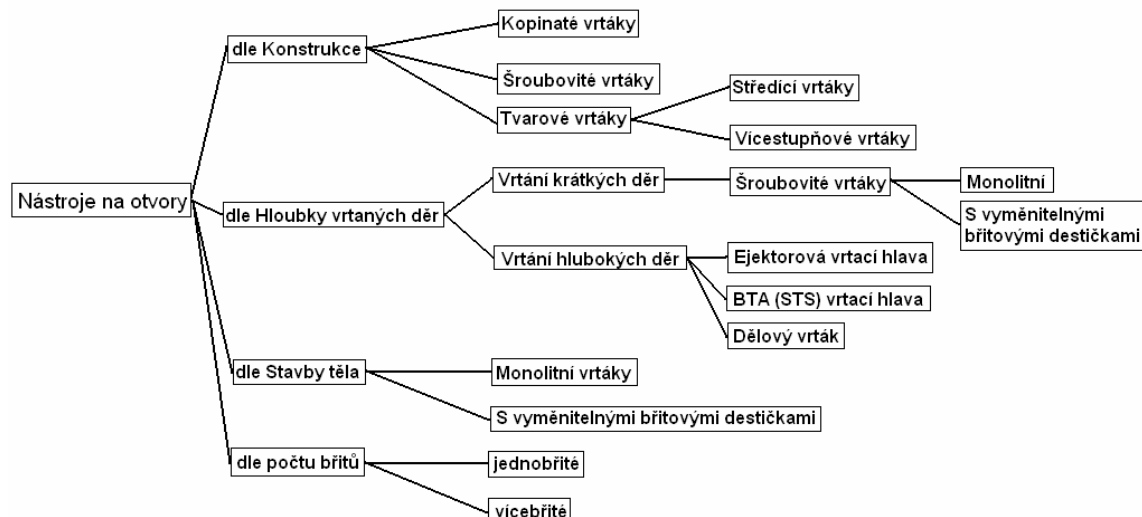 Kopinaté vrtáky
dle Konstrukce
Šroubovité vrtáky
Středící vrtáky
Tvarové vrtáky
Vícestupňové vrtáky
Nástroje na otvory
Vrtání krátkých děr
Šroubovité vrtáky
Monolitní
dle Hloubky vrtaných děr
S vyměnitelnými
břitovými destičkami
Vrtání hlubokých děr
Ejektorová vrtací hlava
BTA (STS) vrtací hlava
Dělový vrták
dle Stavby těla
Monolitní vrtáky
S vyměnitelnými břitovými destičkami
dle počtu břitů
jednobřité
vícebřité